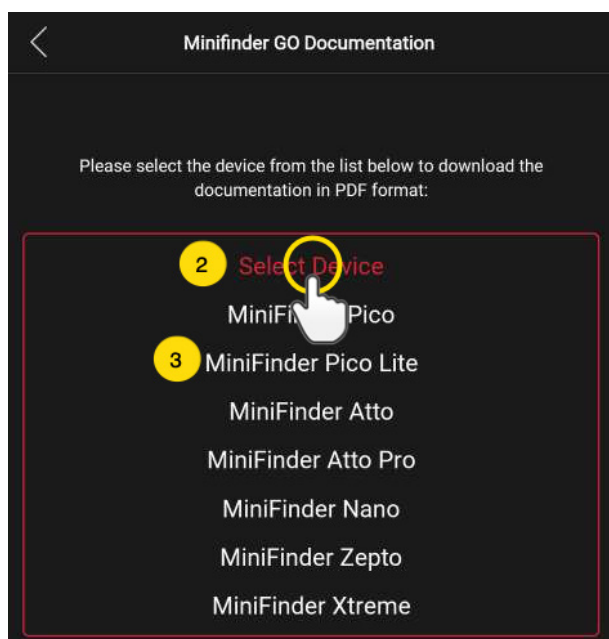 Minifinder GO Documentation
Please select the device from the list below to download the
documentation in PDF format:
2 Select Device
MiniFi Pico
3 MiniFinder Pico Lite
MiniFinder Atto
MiniFinder Atto Pro
MiniFinder Nano
MiniFinder Zepto
MiniFinder Xtreme